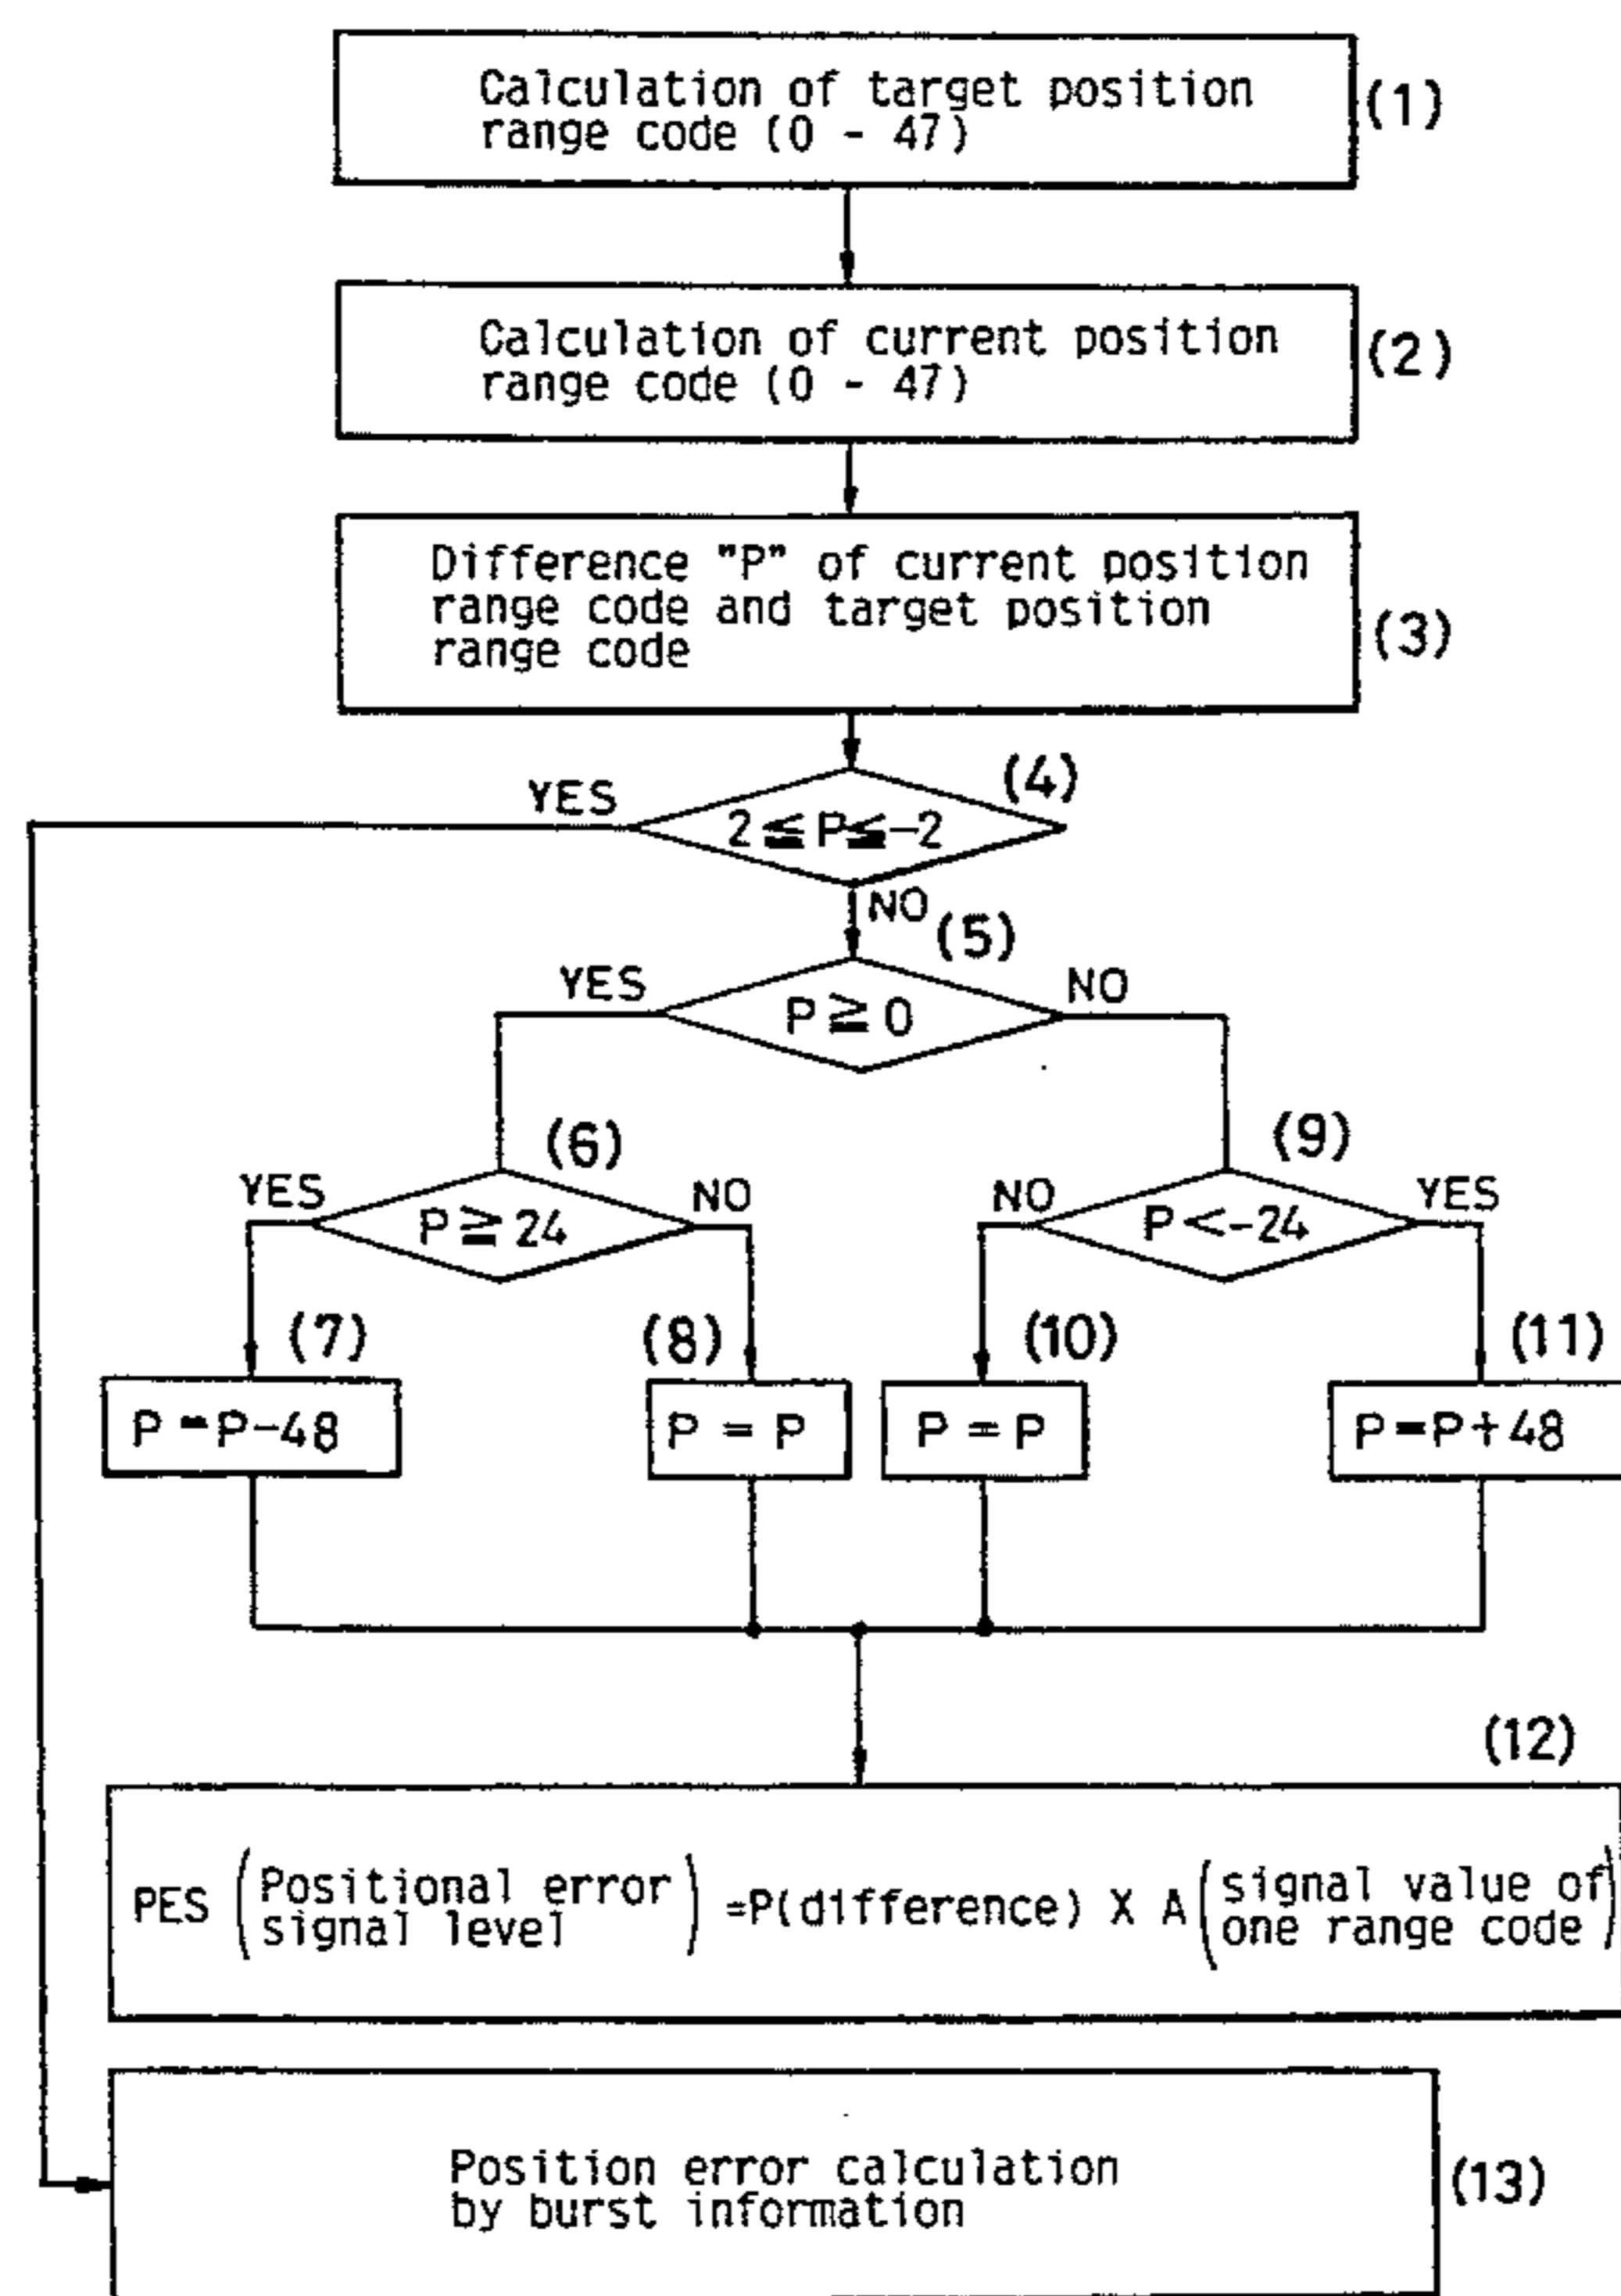 Calculation of target position
range code (0 - 47)
(1)
Calculation of current position
range code (0 - 47)
(2)
Difference "P" of current position
range code and target position
range code
(3)
(4)
YES
2≦P≦-2
NO
(5)
YES
P≧0
NO
(6)
YES
P≧24
NO
(9)
NO
P<-24
YES
(7)
P=P-48
(8)
P = P
(10)
P = P
(11)
P=P+48
(12)
PES (Positional error
signal level) =P(difference) X A(signal value of
one range code)
Position error calculation
by burst information
(13)